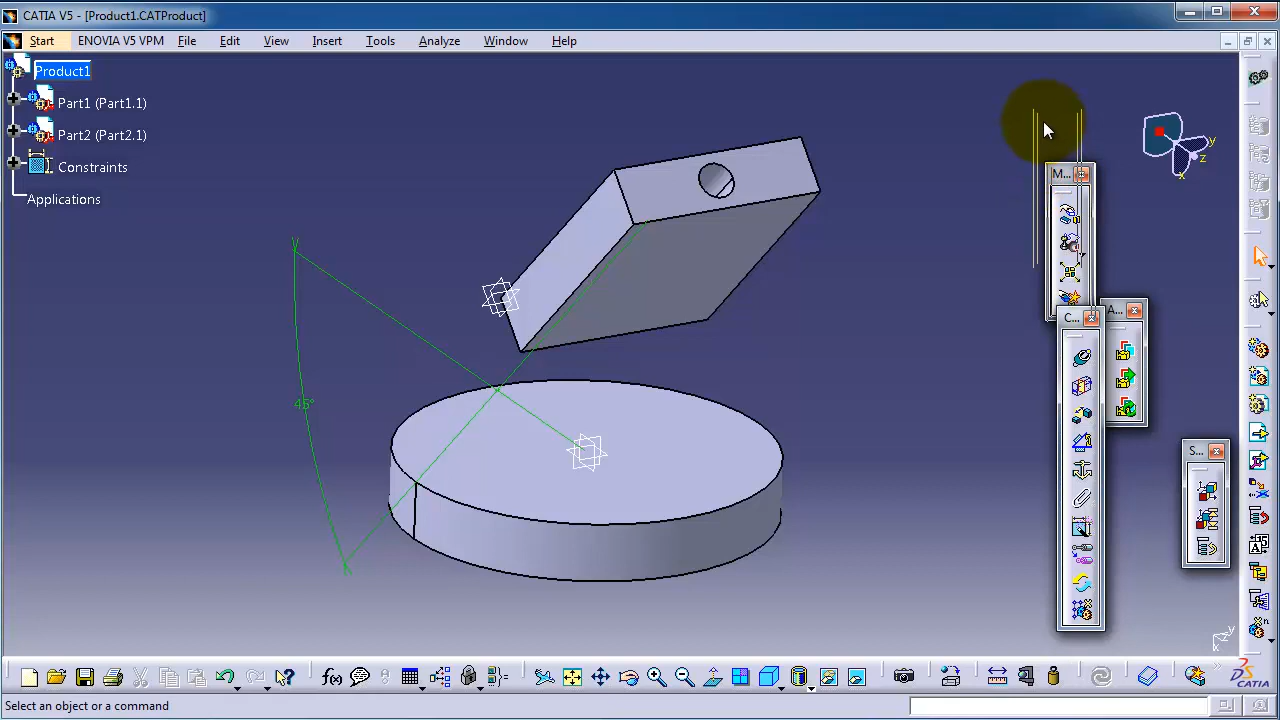 CATIA V5 - [Product1.CATProduct]
Start ENOVIA V5 VPM File Edit View Insert Tools Analyze Window Help
Product1
Part1 (Part1.1)
Part2 (Part2.1)
Constraints
Applications
y
z
x
M...
A...
C...
S...
45°
y
x
f(x)
CATIA
Select an object or a command